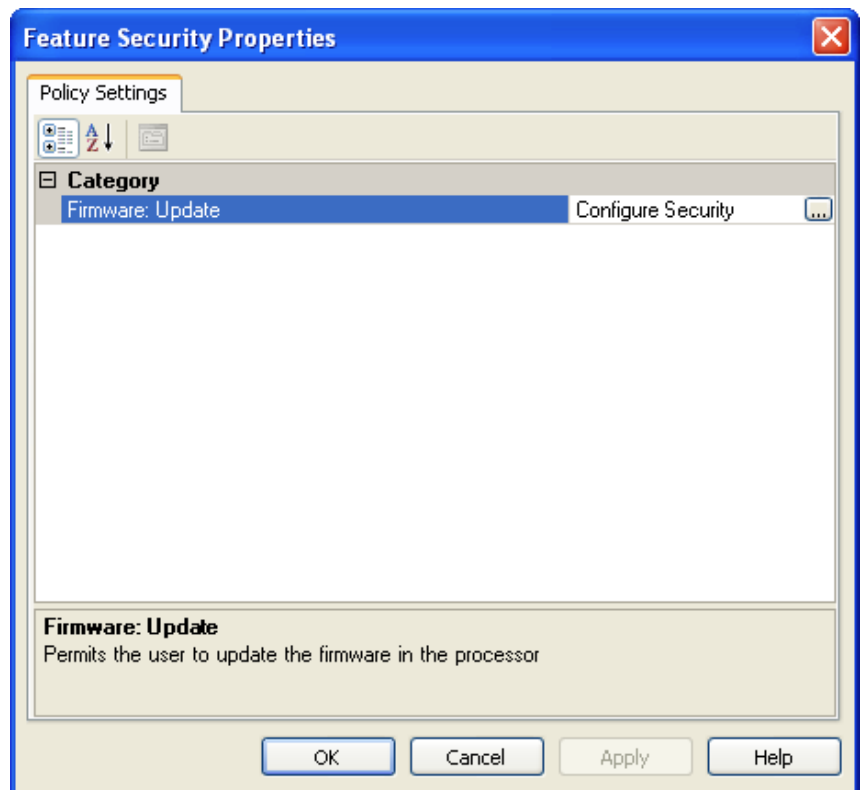 Feature Security Properties
Policy Settings
A
Z
Category
Firmware: Update Configure Security ...
Firmware: Update
Permits the user to update the firmware in the processor
OK Cancel Apply Help